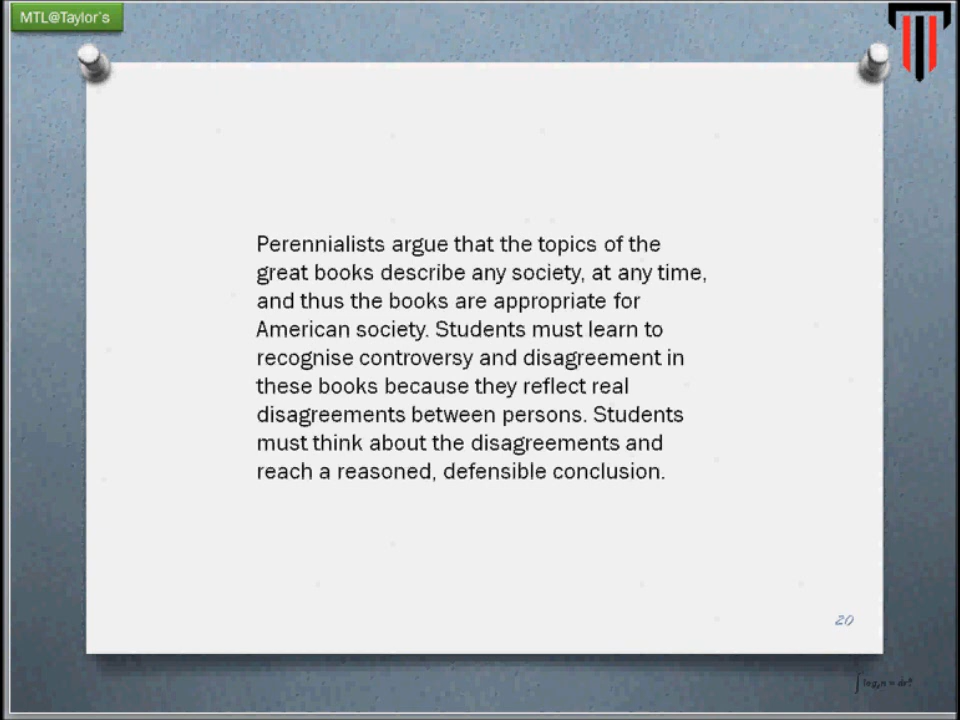 MTL@Taylor's
Perennialists argue that the topics of the
great books describe any society, at any time,
and thus the books are appropriate for
American society. Students must learn to
recognise controversy and disagreement in
these books because they reflect real
disagreements between persons. Students
must think about the disagreements and
reach a reasoned, defensible conclusion.
20